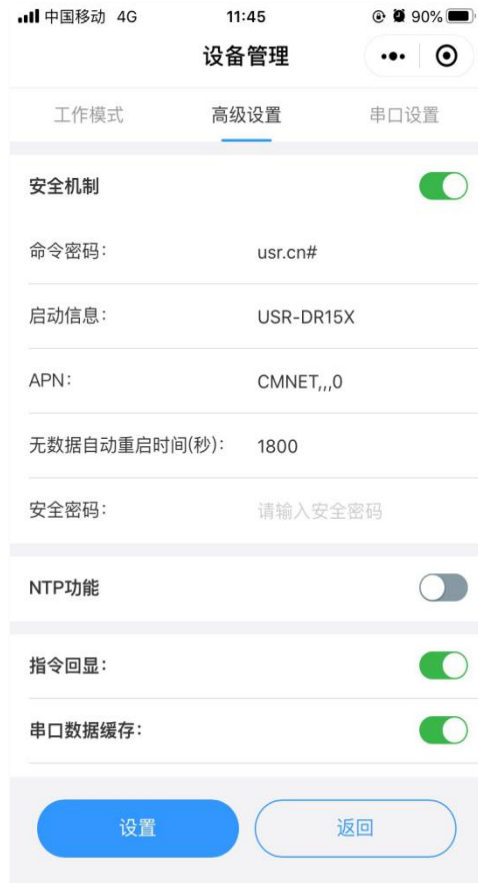 中国移动 4G 11:45 90%
设备管理
工作模式 高级设置 串口设置
安全机制
命令密码： usr.cn#
启动信息： USR-DR15X
APN： CMNET,,,0
无数据自动重启时间(秒)： 1800
安全密码： 请输入安全密码
NTP功能
指令回显：
串口数据缓存：
设置 返回